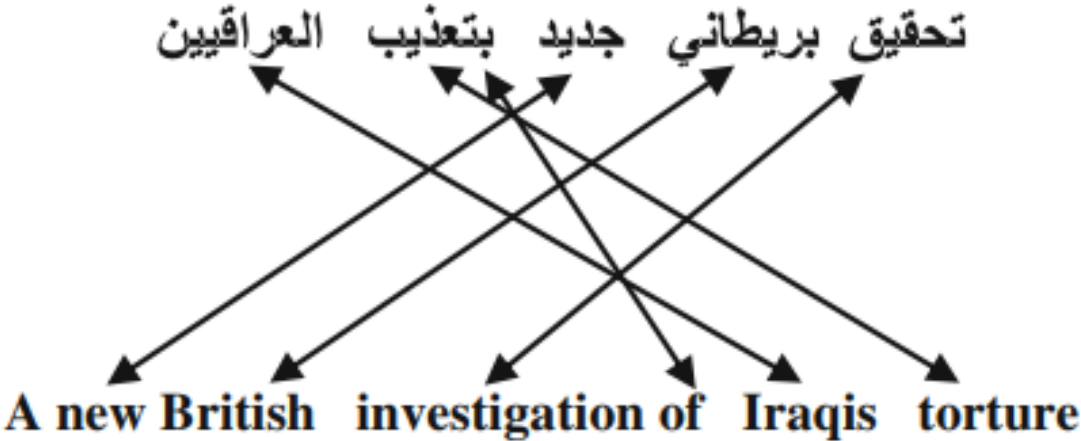 تحقيق بريطاني جديد بتعذيب العراقيين
A new British investigation of Iraqis torture